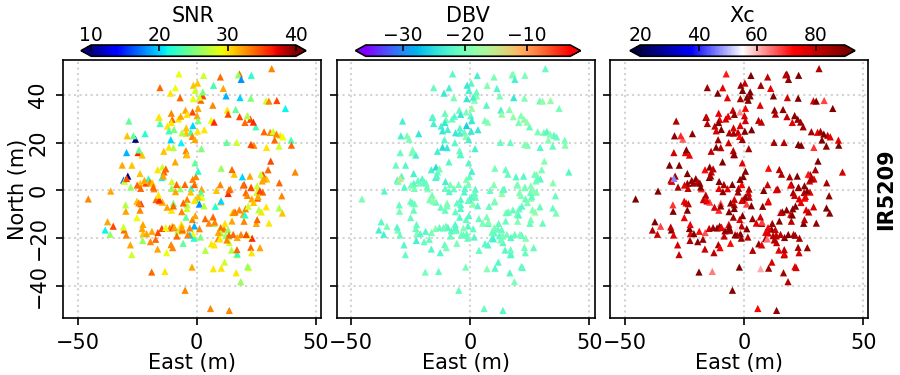 SNR DBV Xc
10 20 30 40 −30 −20 −10 20 40 60 80
North (m)
40
20
0
−20
−40
IR5209
−50 0 50 −50 0 50 −50 0 50
East (m) East (m) East (m)